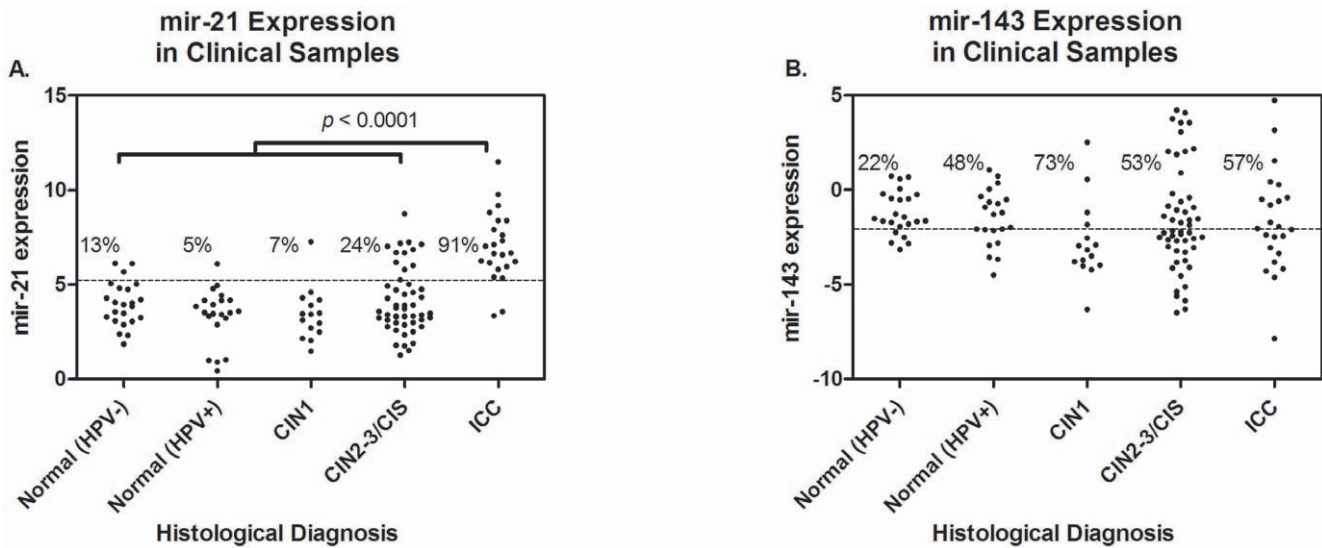 mir-21 Expression
in Clinical Samples
A.
p < 0.0001
15
10
5
0
mir-21 expression
13%
5%
7%
24%
91%
Normal (HPV-)
Normal (HPV+)
CIN1
CIN2-3/CIS
ICC
Histological Diagnosis
mir-143 Expression
in Clinical Samples
B.
5
0
-5
-10
mir-143 expression
22%
48%
73%
53%
57%
Normal (HPV-)
Normal (HPV+)
CIN1
CIN2-3/CIS
ICC
Histological Diagnosis